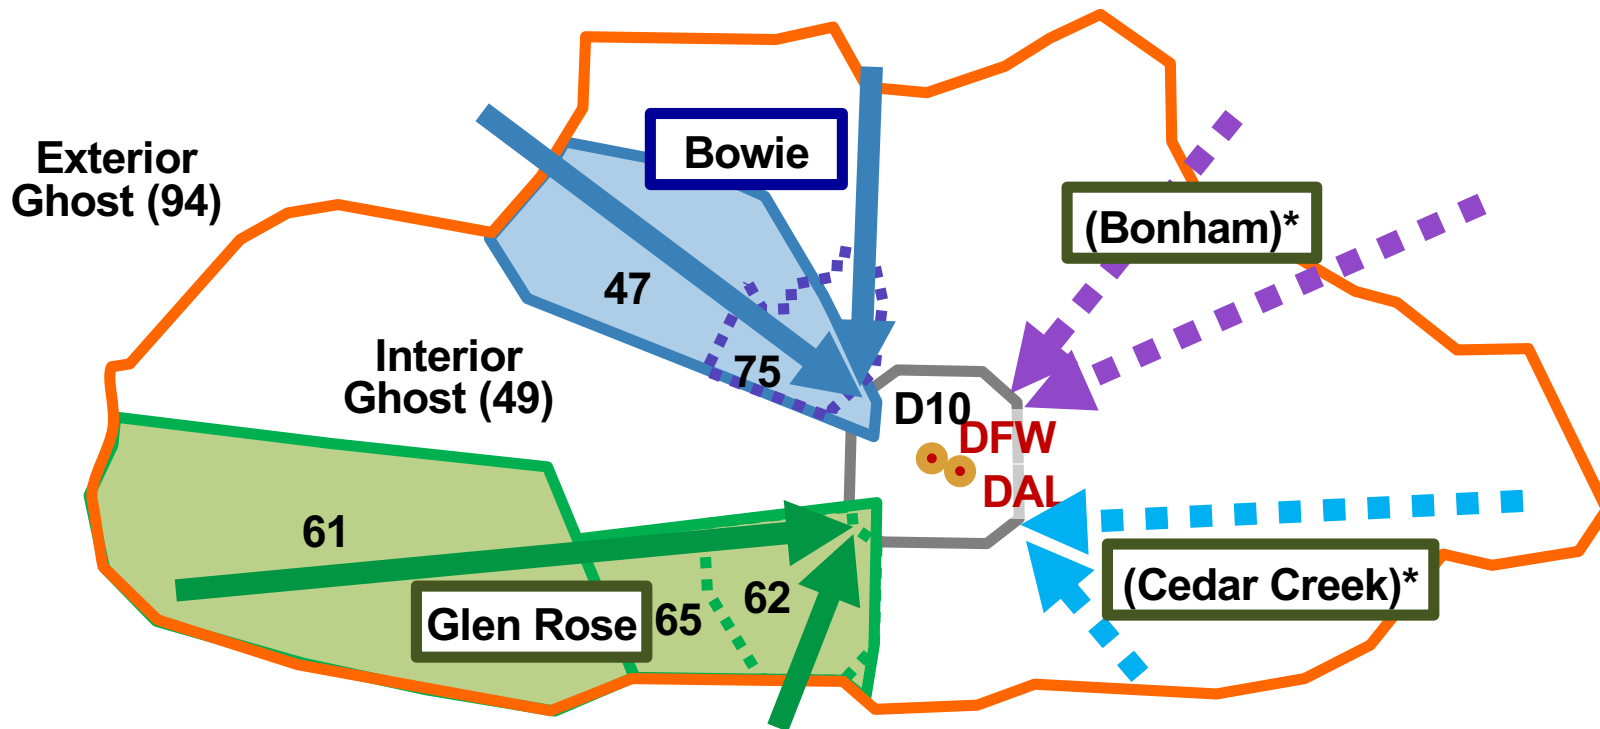 Bowie
Exterior
Ghost (94)
(Bonham)*
47
Interior
Ghost (49)
75
D10
DFW
DAL
61
62
65
Glen Rose
(Cedar Creek)*